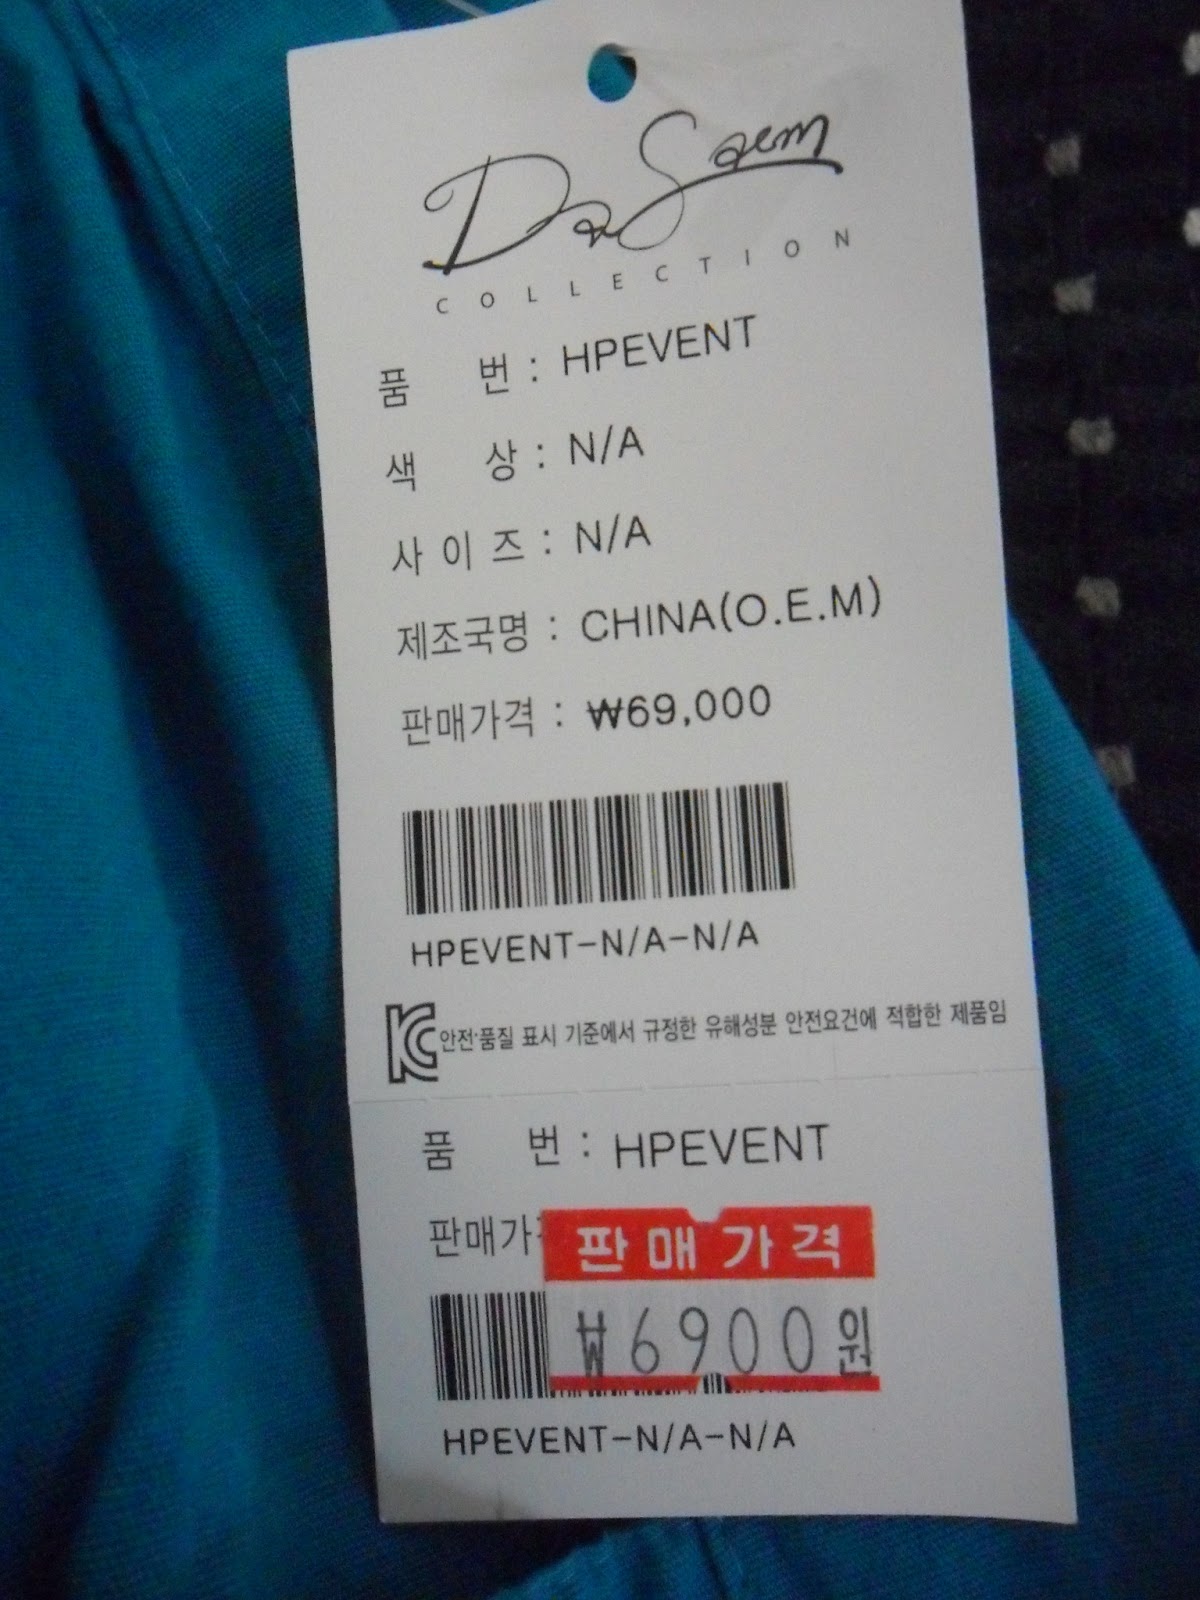 Da Saem
COLLECTION
품 번 : HPEVENT
색 상 : N/A
사이즈 : N/A
제조국명 : CHINA(O.E.M)
판매가격 : ₩69,000
HPEVENT-N/A-N/A
KC 안전·품질 표시 기준에서 규정한 유해성분 안전요건에 적합한 제품임
품 번 : HPEVENT
판매가
판매가격
₩6900원
HPEVENT-N/A-N/A